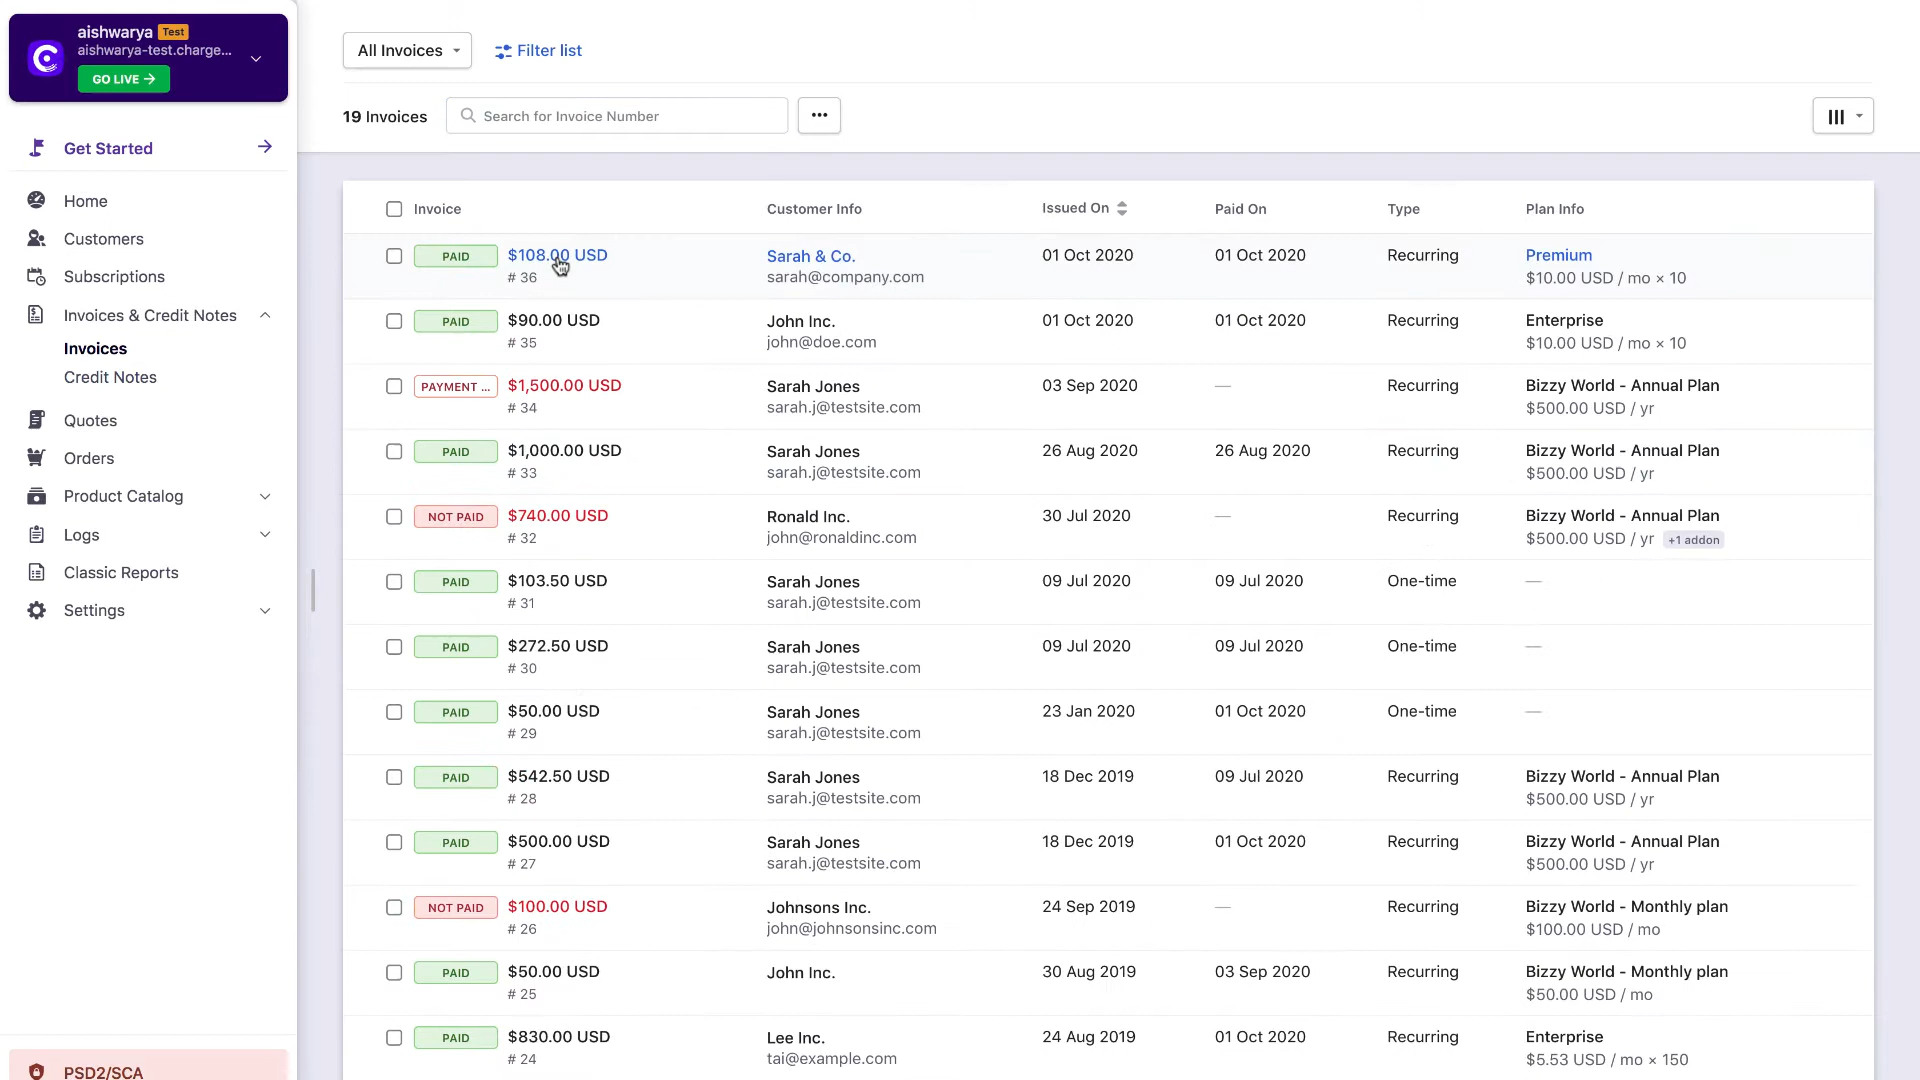 aishwarya Test
aishwarya-test.charge...
GO LIVE →
Get Started
Home
Customers
Subscriptions
Invoices & Credit Notes
Invoices
Credit Notes
Quotes
Orders
Product Catalog
Logs
Classic Reports
Settings
PSD2/SCA
All Invoices
Filter list
19 Invoices
Search for Invoice Number
Invoice Customer Info Issued On Paid On Type Plan Info
PAID $108.00 USD Sarah & Co. 01 Oct 2020 01 Oct 2020 Recurring Premium
# 36 sarah@company.com $10.00 USD / mo × 10
PAID $90.00 USD John Inc. 01 Oct 2020 01 Oct 2020 Recurring Enterprise
# 35 john@doe.com $10.00 USD / mo × 10
PAYMENT ... $1,500.00 USD Sarah Jones 03 Sep 2020 — Recurring Bizzy World - Annual Plan
# 34 sarah.j@testsite.com $500.00 USD / yr
PAID $1,000.00 USD Sarah Jones 26 Aug 2020 26 Aug 2020 Recurring Bizzy World - Annual Plan
# 33 sarah.j@testsite.com $500.00 USD / yr
NOT PAID $740.00 USD Ronald Inc. 30 Jul 2020 — Recurring Bizzy World - Annual Plan
# 32 john@ronaldinc.com $500.00 USD / yr +1 addon
PAID $103.50 USD Sarah Jones 09 Jul 2020 09 Jul 2020 One-time —
# 31 sarah.j@testsite.com
PAID $272.50 USD Sarah Jones 09 Jul 2020 09 Jul 2020 One-time —
# 30 sarah.j@testsite.com
PAID $50.00 USD Sarah Jones 23 Jan 2020 01 Oct 2020 One-time —
# 29 sarah.j@testsite.com
PAID $542.50 USD Sarah Jones 18 Dec 2019 09 Jul 2020 Recurring Bizzy World - Annual Plan
# 28 sarah.j@testsite.com $500.00 USD / yr
PAID $500.00 USD Sarah Jones 18 Dec 2019 01 Oct 2020 Recurring Bizzy World - Annual Plan
# 27 sarah.j@testsite.com $500.00 USD / yr
NOT PAID $100.00 USD Johnsons Inc. 24 Sep 2019 — Recurring Bizzy World - Monthly plan
# 26 john@johnsonsinc.com $100.00 USD / mo
PAID $50.00 USD John Inc. 30 Aug 2019 03 Sep 2020 Recurring Bizzy World - Monthly plan
# 25 $50.00 USD / mo
PAID $830.00 USD Lee Inc. 24 Aug 2019 01 Oct 2020 Recurring Enterprise
# 24 tai@example.com $5.53 USD / mo × 150